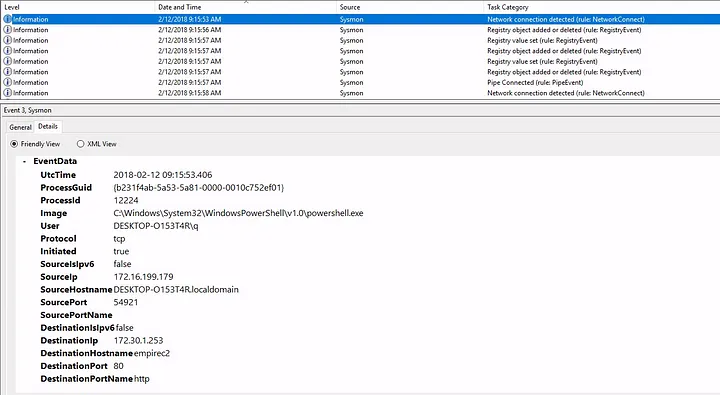 Level Date and Time Source Task Category
Information 2/12/2018 9:15:53 AM Sysmon Network connection detected (rule: NetworkConnect)
Information 2/12/2018 9:15:56 AM Sysmon Registry object added or deleted (rule: RegistryEvent)
Information 2/12/2018 9:15:57 AM Sysmon Registry value set (rule: RegistryEvent)
Information 2/12/2018 9:15:57 AM Sysmon Registry object added or deleted (rule: RegistryEvent)
Information 2/12/2018 9:15:57 AM Sysmon Registry value set (rule: RegistryEvent)
Information 2/12/2018 9:15:57 AM Sysmon Registry object added or deleted (rule: RegistryEvent)
Information 2/12/2018 9:15:57 AM Sysmon Pipe Connected (rule: PipeEvent)
Information 2/12/2018 9:15:58 AM Sysmon Network connection detected (rule: NetworkConnect)
Event 3, Sysmon
General Details
Friendly View XML View
- EventData
UtcTime 2018-02-12 09:15:53.406
ProcessGuid {b231f4ab-5a53-5a81-0000-0010c752ef01}
ProcessId 12224
Image C:\Windows\System32\WindowsPowerShell\v1.0\powershell.exe
User DESKTOP-O153T4R\q
Protocol tcp
Initiated true
SourceIsIpv6 false
SourceIp 172.16.199.179
SourceHostname DESKTOP-O153T4R.localdomain
SourcePort 54921
SourcePortName
DestinationIsIpv6 false
DestinationIp 172.30.1.253
DestinationHostname empirec2
DestinationPort 80
DestinationPortName http